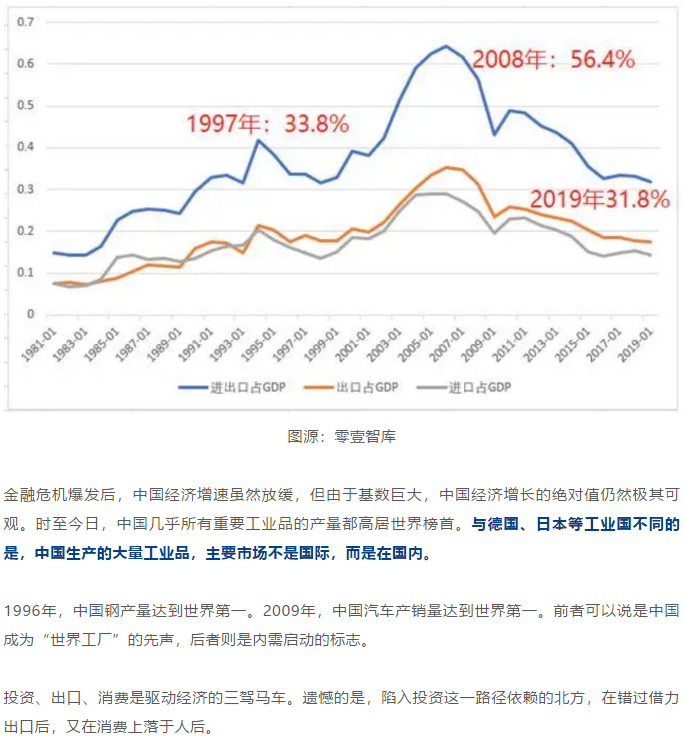 0.7
0.6
0.5
0.4
0.3
0.2
0.1
0
2008年：56.4%
1997年：33.8%
2019年31.8%
1981-01
1983-01
1985-01
1987-01
1989-01
1991-01
1993-01
1995-01
1997-01
1999-01
2001-01
2003-01
2005-01
2007-01
2009-01
2011-01
2013-01
2015-01
2017-01
2019-01
进出口占GDP 出口占GDP 进口占GDP
图源：零壹智库
金融危机爆发后，中国经济增速虽然放缓，但由于基数巨大，中国经济增长的绝对值仍然极其可
观。时至今日，中国几乎所有重要工业品的产量都高居世界榜首。与德国、日本等工业国不同的
是，中国生产的大量工业品，主要市场不是国际，而是在国内。
1996年，中国钢产量达到世界第一。2009年，中国汽车产销量达到世界第一。前者可以说是中国
成为“世界工厂”的先声，后者则是内需启动的标志。
投资、出口、消费是驱动经济的三驾马车。遗憾的是，陷入投资这一路径依赖的北方，在错过借力
出口后，又在消费上落于人后。